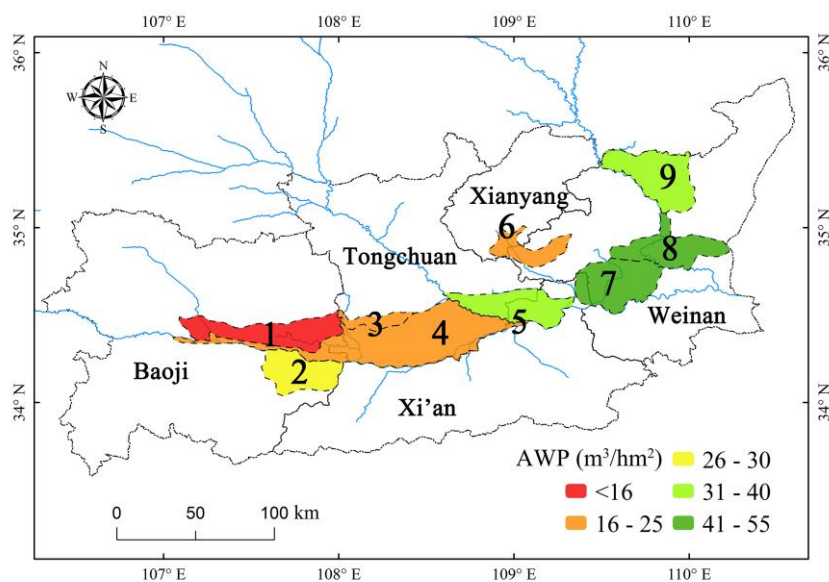 107° E 108° E 109° E 110° E
36° N 36° N
N
W E
S
9
Xianyang
6
35° N 35° N
Tongchuan
8
7
3
1 4 5
Weinan
2
Baoji
34° N Xi’an 34° N
AWP (m³/hm²) 26 - 30
<16 31 - 40
16 - 25 41 - 55
0 50 100 km
107° E 108° E 109° E 110° E